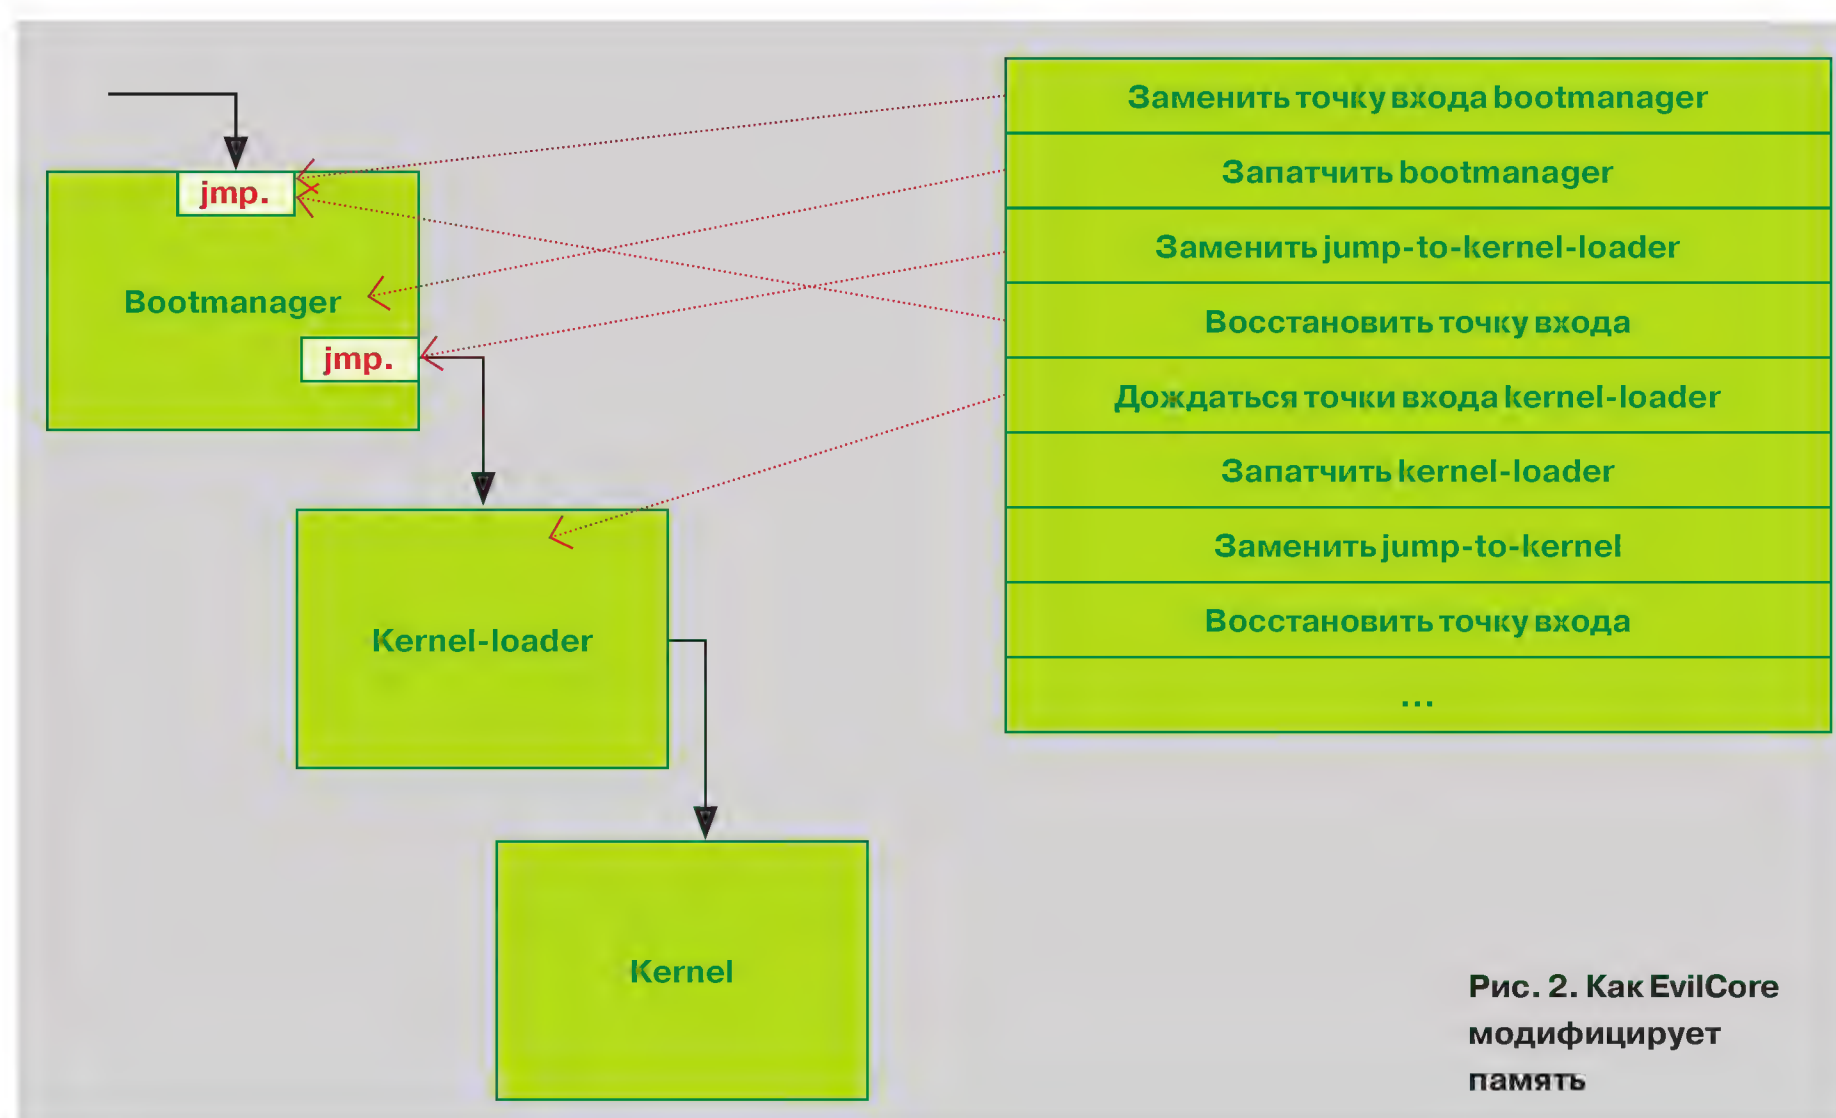 jmp.
Bootmanager
jmp.
Kernel-loader
Kernel
Заменить точку входа bootmanager
Запатчить bootmanager
Заменить jump-to-kernel-loader
Восстановить точку входа
Дождаться точки входа kernel-loader
Запатчить kernel-loader
Заменить jump-to-kernel
Восстановить точку входа
...
Рис. 2. Как EvilCore
модифицирует
память